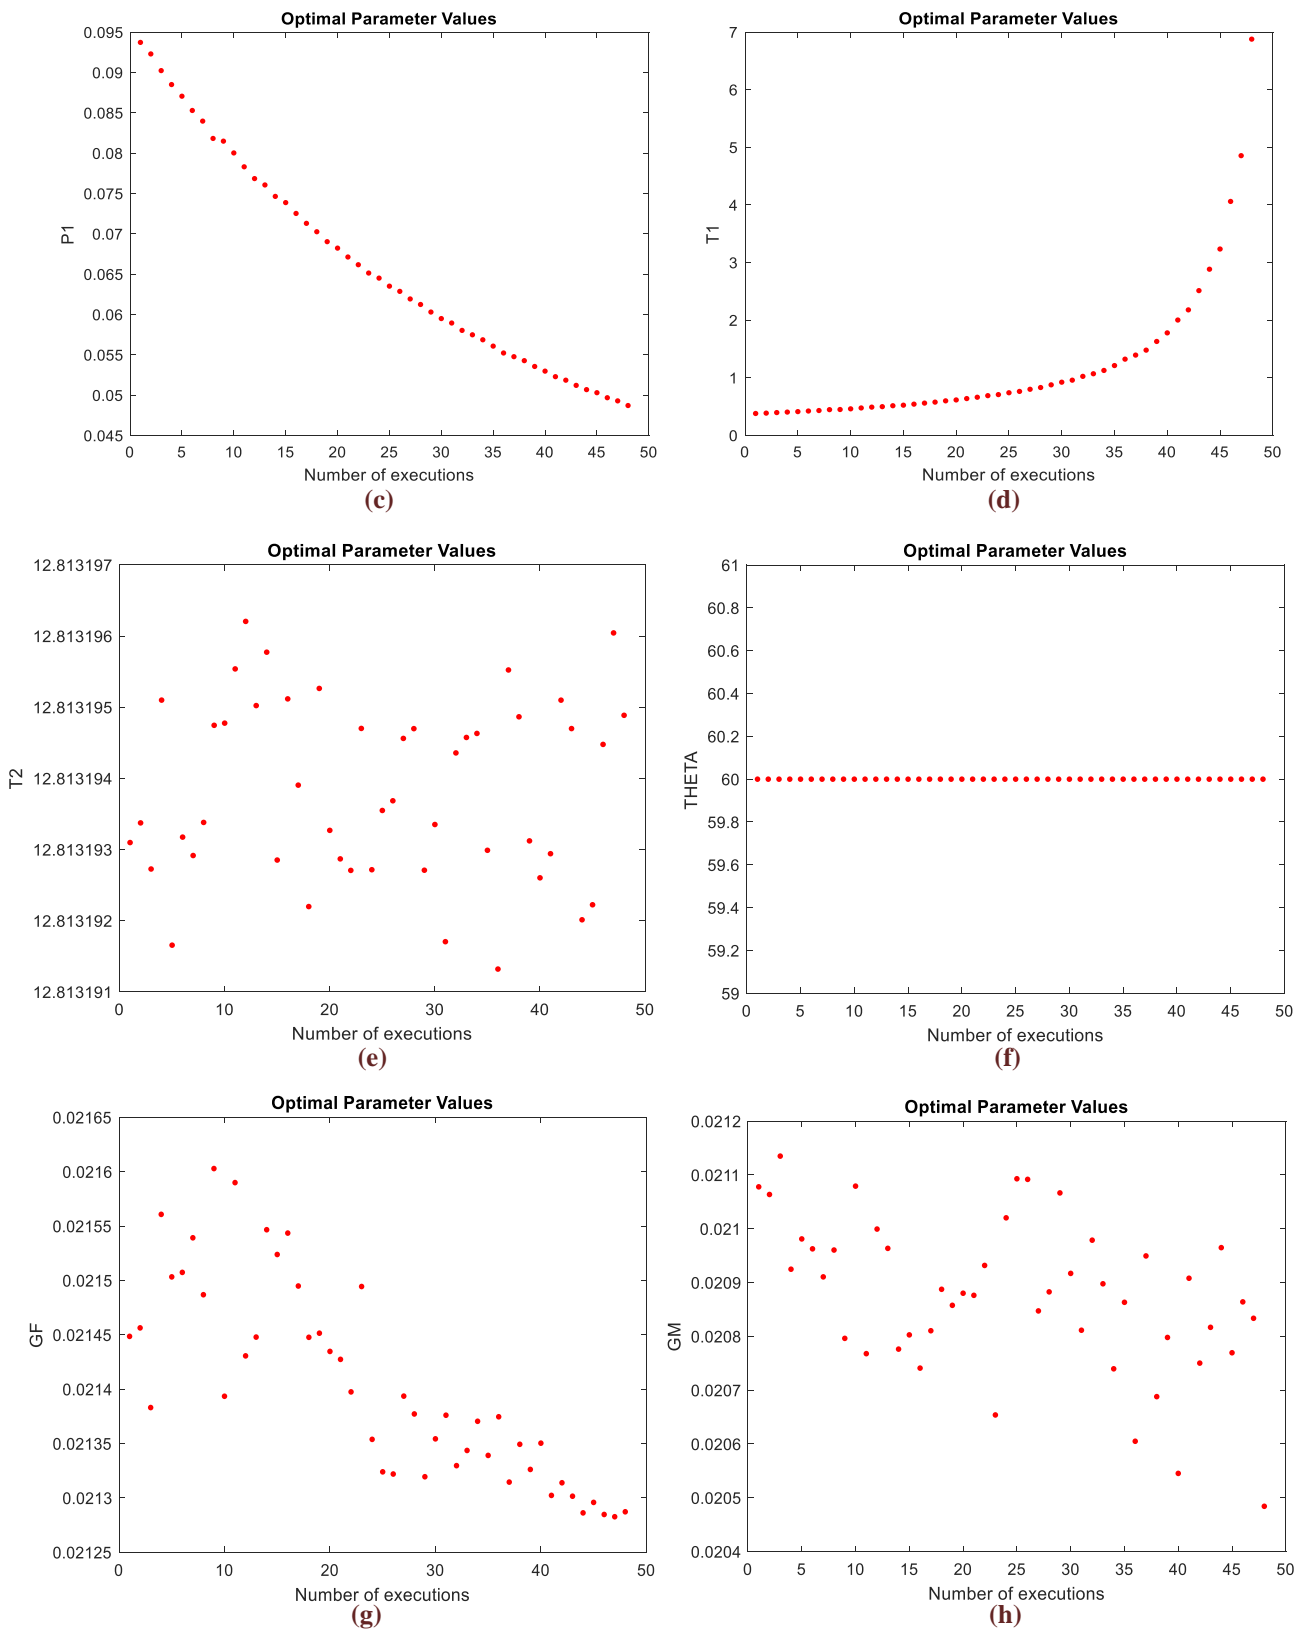 Optimal Parameter Values
0.095
0.09
0.085
0.08
0.075
0.07
0.065
0.06
0.055
0.05
0.045
P1
0 5 10 15 20 25 30 35 40 45 50
Number of executions
(c)
Optimal Parameter Values
7
6
5
4
3
2
1
0
T1
0 5 10 15 20 25 30 35 40 45 50
Number of executions
(d)
Optimal Parameter Values
12.813197
12.813196
12.813195
12.813194
12.813193
12.813192
12.813191
T2
0 10 20 30 40 50
Number of executions
(e)
Optimal Parameter Values
61
60.8
60.6
60.4
60.2
60
59.8
59.6
59.4
59.2
59
THETA
0 5 10 15 20 25 30 35 40 45 50
Number of executions
(f)
Optimal Parameter Values
0.02165
0.0216
0.02155
0.0215
0.02145
0.0214
0.02135
0.0213
0.02125
GF
0 10 20 30 40 50
Number of executions
(g)
Optimal Parameter Values
0.0212
0.0211
0.021
0.0209
0.0208
0.0207
0.0206
0.0205
0.0204
GM
0 5 10 15 20 25 30 35 40 45 50
Number of executions
(h)